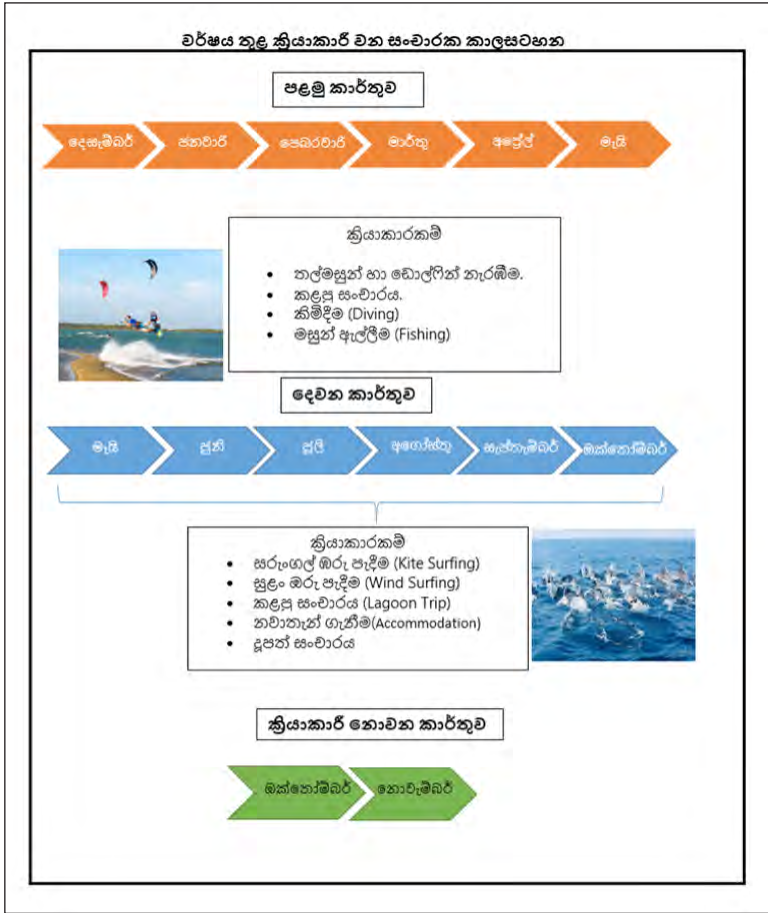 වර්ෂය තුළ ක්‍රියාකාරී වන සංචාරක කාලසටහන
පළමු කාර්තුව
දෙසැම්බර් ජනවාරි පෙබරවාරි මාර්තු අප්‍රේල් මැයි
ක්‍රියාකාරකම්
• තල්මසුන් හා ඩොල්ෆින් නැරඹීම.
• කළපු සංචාරය.
• කිමිදීම (Diving)
• මසුන් ඇල්ලීම (Fishing)
දෙවන කාර්තුව
මැයි ජුනි ජූලි අගෝස්තු සැප්තැම්බර් ඔක්තෝම්බර්
ක්‍රියාකාරකම්
• සරුංගල් ඔරු පැදීම (Kite Surfing)
• සුළං ඔරු පැදීම (Wind Surfing)
• කළපු සංචාරය (Lagoon Trip)
• නවාතැන් ගැනීම(Accommodation)
• දූපත් සංචාරය
ක්‍රියාකාරී නොවන කාර්තුව
ඔක්තෝම්බර් නොවැම්බර්